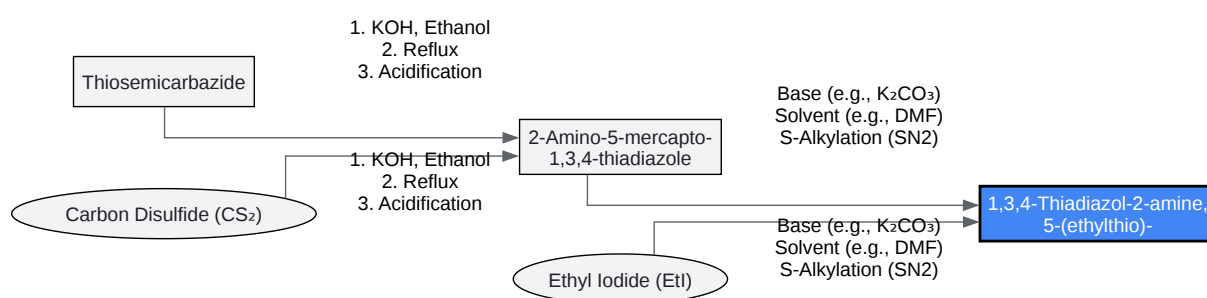 1. KOH, Ethanol
2. Reflux
3. Acidification
Thiosemicarbazide
Base (e.g., K₂CO₃)
Solvent (e.g., DMF)
S-Alkylation (SN2)
2-Amino-5-mercapto-
1,3,4-thiadiazole
1. KOH, Ethanol
2. Reflux
3. Acidification
Carbon Disulfide (CS₂)
1,3,4-Thiadiazol-2-amine,
5-(ethylthio)-
Base (e.g., K₂CO₃)
Solvent (e.g., DMF)
S-Alkylation (SN2)
Ethyl Iodide (EtI)